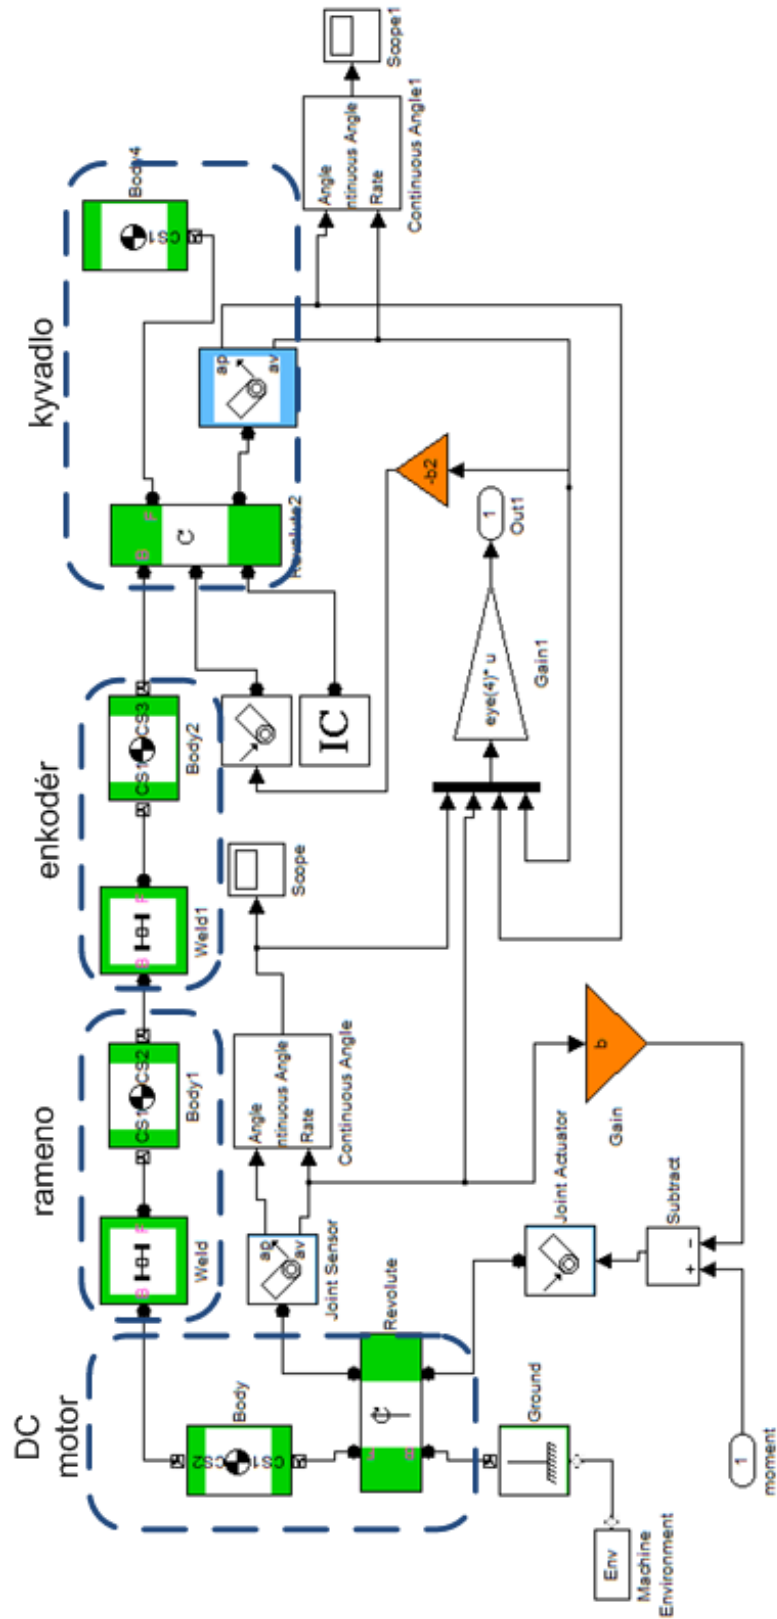 DC
motor
rameno
enkodér
kyvadlo
Body
CS2
CS1
Revolute
Ground
Env
Machine
Environment
B
F
Weld
CS1
CS2
Body1
B
F
Weld1
CS1
CS3
Body2
B
F
Revolute2
CS1
Body4
ap
av
ap
av
Joint Sensor
Angle
ntinuous Angle
Rate
Continuous Angle
Scope
IC
-b2
Angle
ntinuous Angle
Rate
Continuous Angle1
Scope1
eye(4)* u
Gain1
1
Out1
b
Gain
Joint Actuator
+
−
Subtract
1
moment